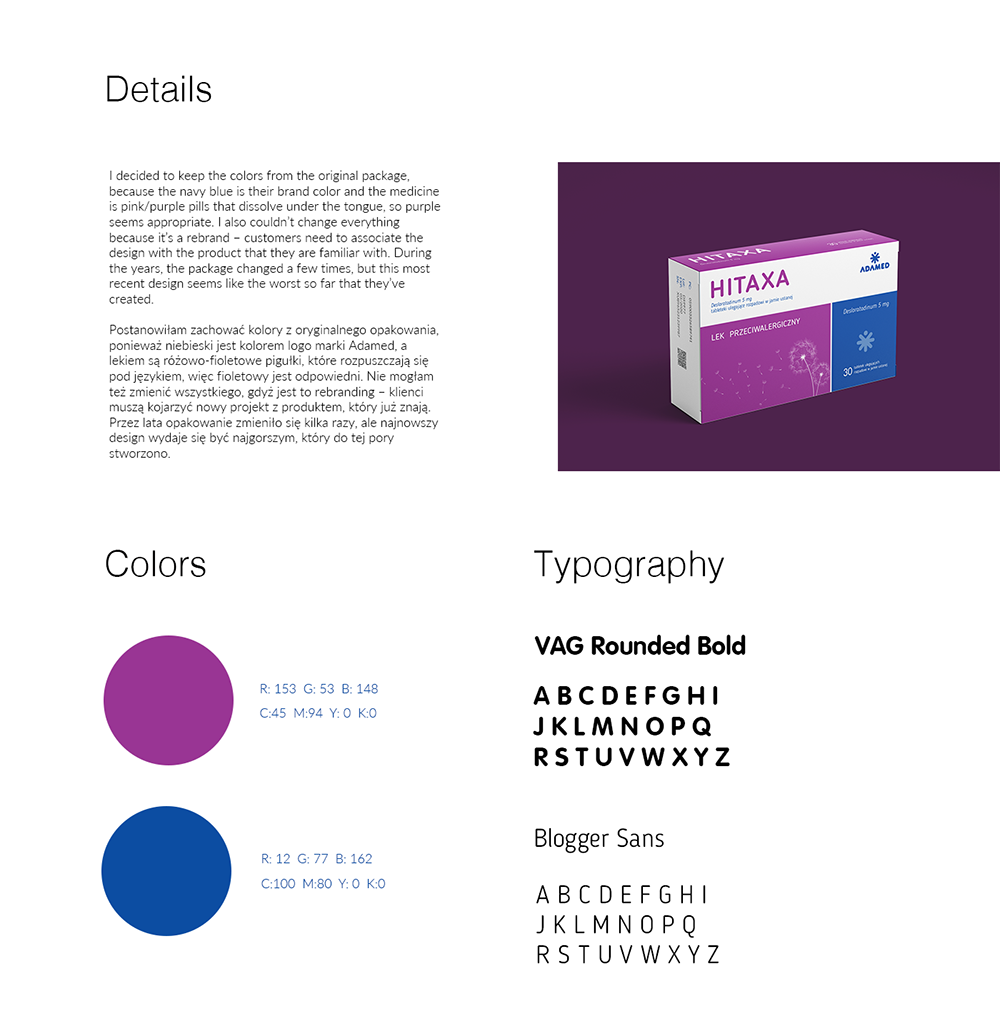 Details
I decided to keep the colors from the original package,
because the navy blue is their brand color and the medicine
is pink/purple pills that dissolve under the tongue, so purple
seems appropriate. I also couldn't change everything
because it's a rebrand – customers need to associate the
design with the product that they are familiar with. During
the years, the package changed a few times, but this most
recent design seems like the worst so far that they've
created.
Postanowiłam zachować kolory z oryginalnego opakowania,
ponieważ niebieski jest kolorem logo marki Adamed, a
lekiem są różowo-fioletowe pigułki, które rozpuszczają się
pod językiem, więc fioletowy jest odpowiedni. Nie mogłam
też zmienić wszystkiego, gdyż jest to rebranding – klienci
muszą kojarzyć nowy projekt z produktem, który już znają.
Przez lata opakowanie zmieniło się kilka razy, ale najnowszy
design wydaje się być najgorszym, który do tej pory
stworzono.
HITAXA
ADAMED
HITAXA
Desloratadinum 5 mg
tabletki ulegające rozpadowi w jamie ustnej
LEK PRZECIWALERGICZNY
Desloratadinum 5 mg
30 tabletek ulegających
rozpadowi w jamie ustnej
Colors
R: 153 G: 53 B: 148
C:45 M:94 Y: 0 K:0
R: 12 G: 77 B: 162
C:100 M:80 Y: 0 K:0
Typography
VAG Rounded Bold
A B C D E F G H I
J K L M N O P Q
R S T U V W X Y Z
Blogger Sans
A B C D E F G H I
J K L M N O P Q
R S T U V W X Y Z